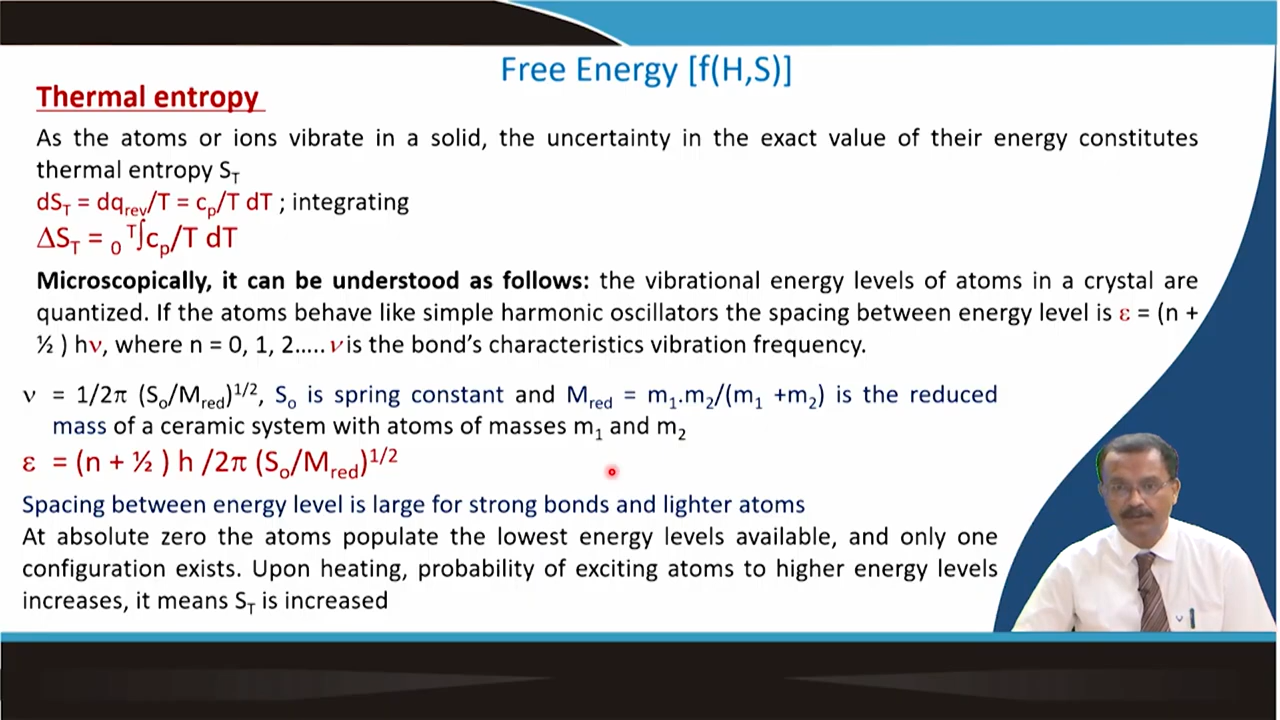 Free Energy [f(H,S)]
Thermal entropy
As the atoms or ions vibrate in a solid, the uncertainty in the exact value of their energy constitutes
thermal entropy S_T
dS_T = dq_rev/T = c_p/T dT ; integrating
ΔS_T = ₀ ᵀ∫c_p/T dT
Microscopically, it can be understood as follows: the vibrational energy levels of atoms in a crystal are
quantized. If the atoms behave like simple harmonic oscillators the spacing between energy level is ε = (n +
½ ) hν, where n = 0, 1, 2..... ν is the bond's characteristics vibration frequency.
ν = 1/2π (S_o/M_red)^1/2, S_o is spring constant and M_red = m₁.m₂/(m₁ +m₂) is the reduced
mass of a ceramic system with atoms of masses m₁ and m₂
ε = (n + ½ ) h /2π (S_o/M_red)^1/2
Spacing between energy level is large for strong bonds and lighter atoms
At absolute zero the atoms populate the lowest energy levels available, and only one
configuration exists. Upon heating, probability of exciting atoms to higher energy levels
increases, it means S_T is increased